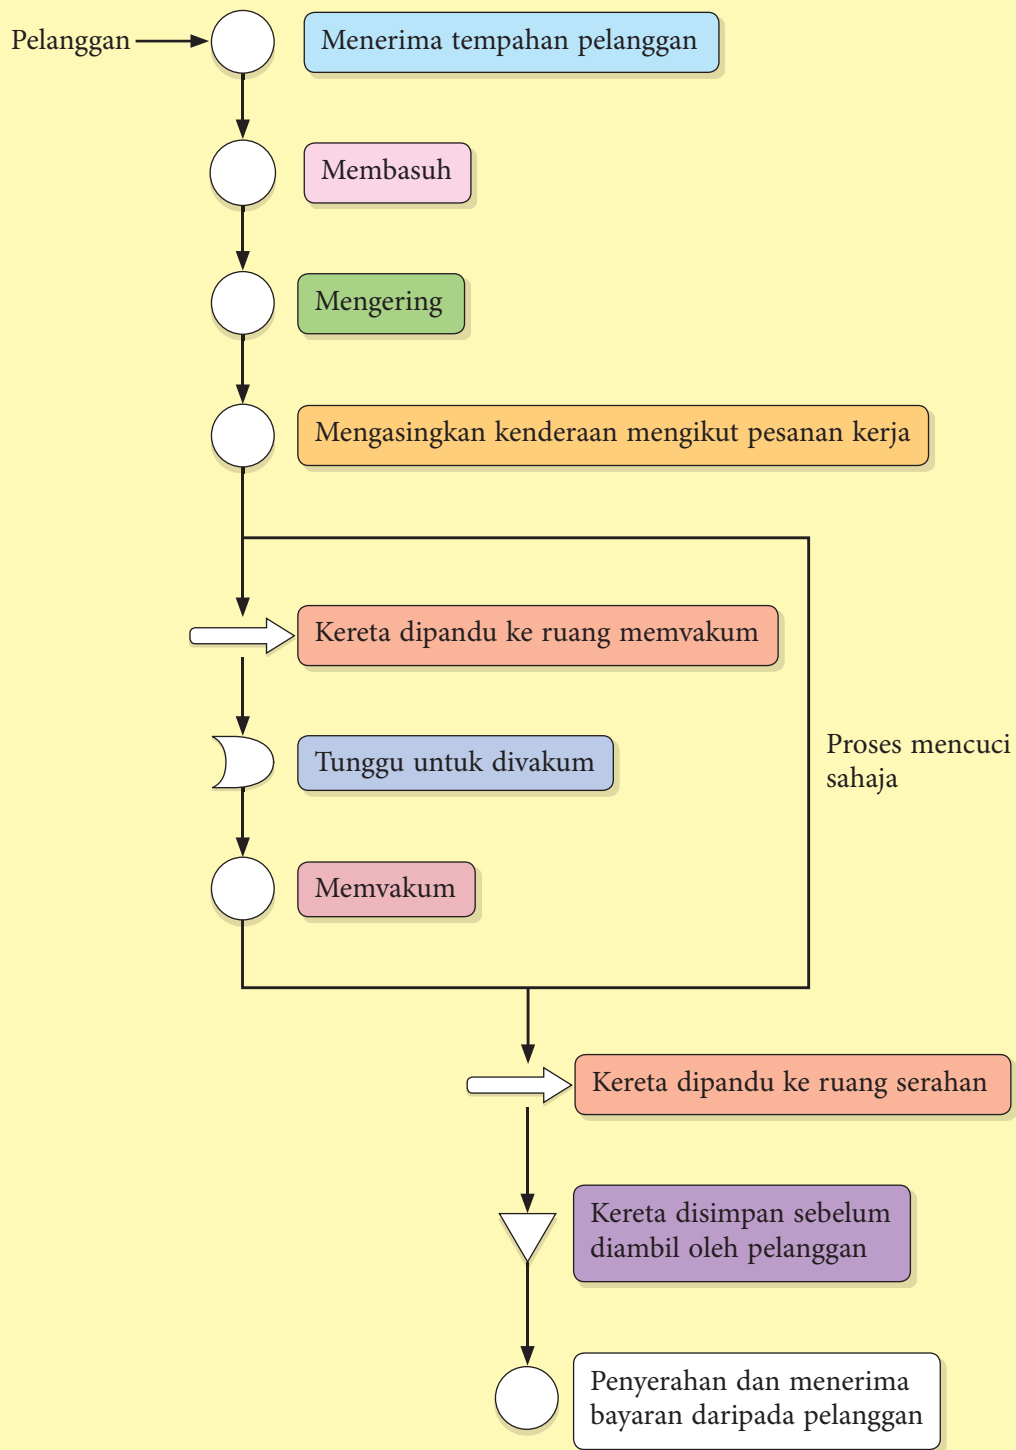 Pelanggan
Menerima tempahan pelanggan
Membasuh
Mengering
Mengasingkan kenderaan mengikut pesanan kerja
Kereta dipandu ke ruang memvakum
Tunggu untuk divakum
Proses mencuci
sahaja
Memvakum
Kereta dipandu ke ruang serahan
Kereta disimpan sebelum
diambil oleh pelanggan
Penyerahan dan menerima
bayaran daripada pelanggan